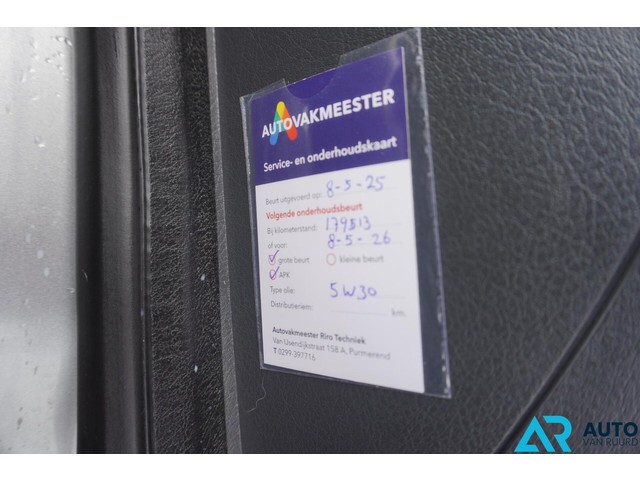 AUTOVAKMEESTER
Service- en onderhoudskaart
Beurt uitgevoerd op: 8-5-25
Volgende onderhoudsbeurt
Bij kilometerstand: 179513
of voor: 8-5-26
grote beurt kleine beurt
APK
Type olie: 5W30
Distributieriem: km.
Autovakmeester Riro Techniek
Van IJsendijkstraat 158 A, Purmerend
T 0299-397716
AR AUTO
VAN RUURD